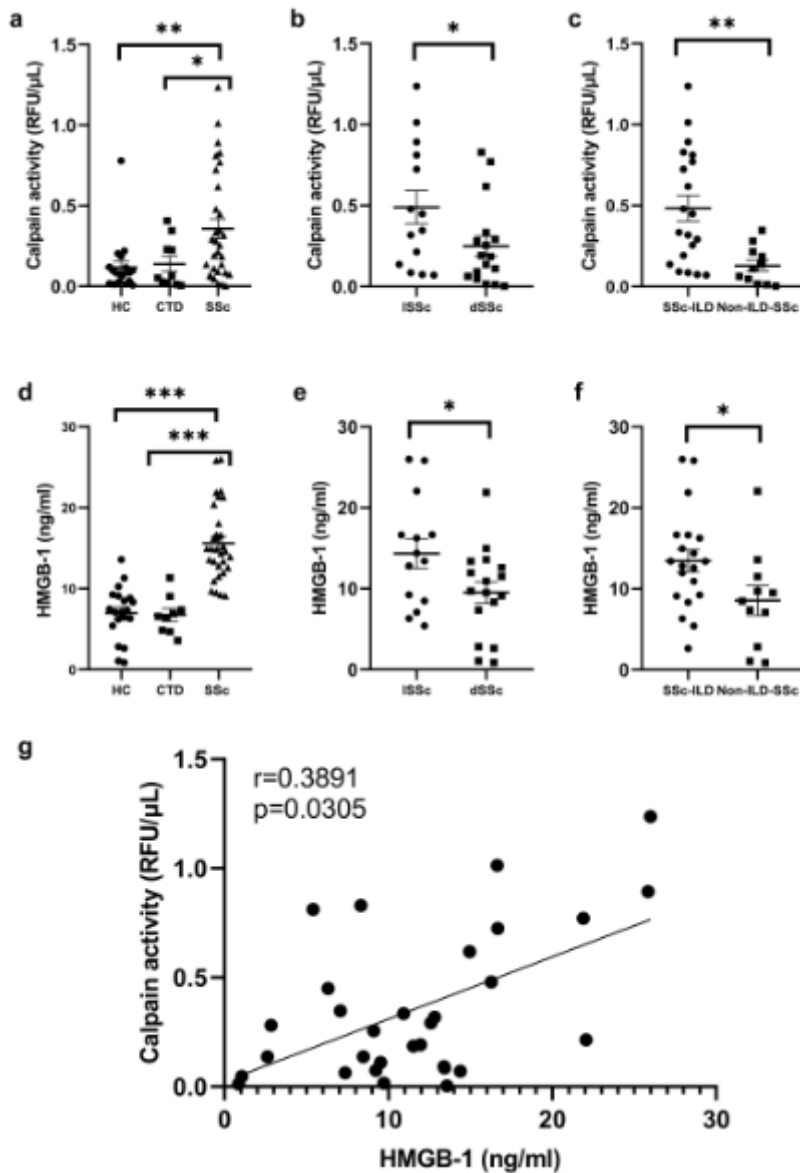 a
**
*
Calpain activity (RFU/μL)
1.5
1.0
0.5
0.0
HC CTD SSc
b
*
Calpain activity (RFU/μL)
1.5
1.0
0.5
0.0
lSSc dSSc
c
**
Calpain activity (RFU/μL)
1.5
1.0
0.5
0.0
SSc-ILD Non-ILD-SSc
d
***
***
HMGB-1 (ng/ml)
30
20
10
0
HC CTD SSc
e
*
HMGB-1 (ng/ml)
30
20
10
0
lSSc dSSc
f
*
HMGB-1 (ng/ml)
30
20
10
0
SSc-ILD Non-ILD-SSc
g
r=0.3891
p=0.0305
Calpain activity (RFU/μL)
1.5
1.0
0.5
0.0
0 10 20 30
HMGB-1 (ng/ml)